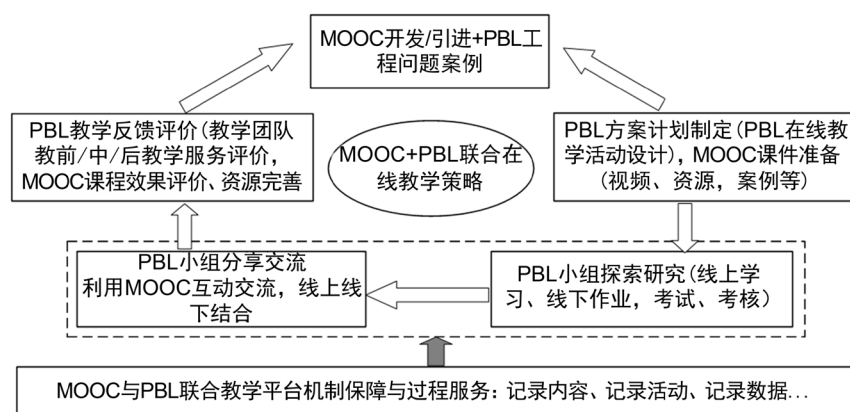 MOOC开发/引进+PBL工
程问题案例
PBL教学反馈评价(教学团队
教前/中/后教学服务评价，
MOOC课程效果评价、资源完善
MOOC+PBL联合在
线教学策略
PBL方案计划制定(PBL在线教
学活动设计)，MOOC课件准备
(视频、资源，案例等)
PBL小组分享交流
利用MOOC互动交流，线上线
下结合
PBL小组探索研究(线上学
习、线下作业，考试、考核)
MOOC与PBL联合教学平台机制保障与过程服务：记录内容、记录活动、记录数据...